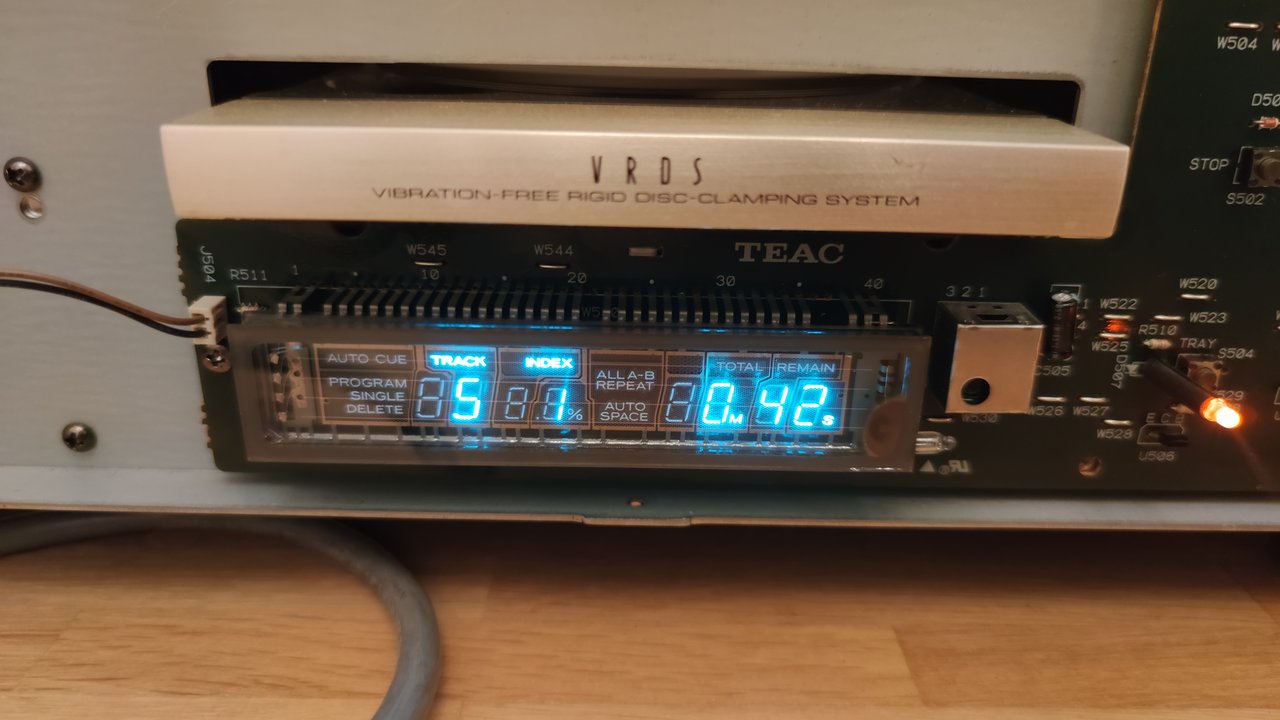 W504
D50
STOP
S502
VRDS
VIBRATION-FREE RIGID DISC-CLAMPING SYSTEM
TEAC
J504
R511
1
W545
10
W544
20
30
40
3 2 1
W520
W522
W523
W525
R510
TRAY
S504
C505
W526
W527
W528
W530
E C
U506
AUTO CUE
TRACK
INDEX
TOTAL
REMAIN
PROGRAM
SINGLE
DELETE
5
1
%
ALL A-B
REPEAT
AUTO
SPACE
0M 42S